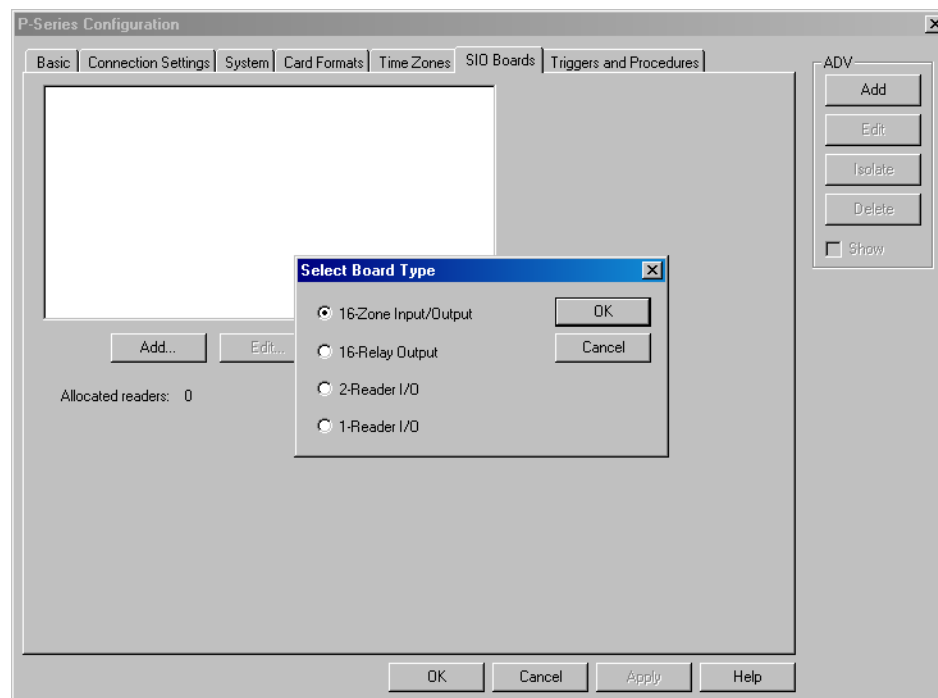 P-Series Configuration
Basic Connection Settings System Card Formats Time Zones SIO Boards Triggers and Procedures
ADV
Add
Edit
Isolate
Delete
Show
Select Board Type
16-Zone Input/Output
16-Relay Output
2-Reader I/O
1-Reader I/O
OK
Cancel
Add...
Edit...
Allocated readers: 0
OK Cancel Apply Help